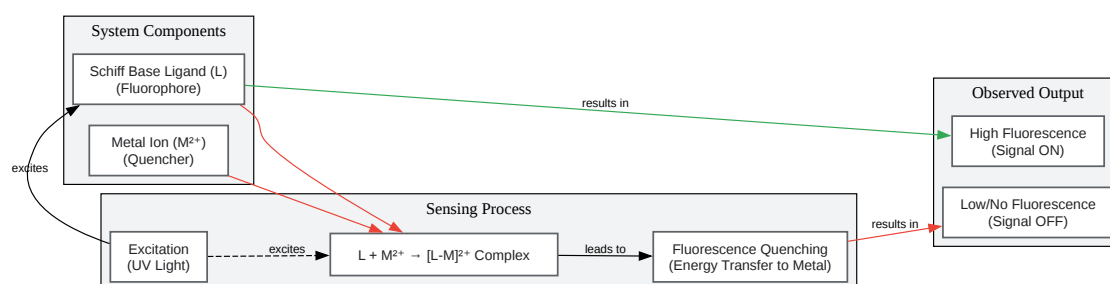 System Components
Schiff Base Ligand (L)
(Fluorophore)
Metal Ion (M²⁺)
(Quencher)
excites
results in
Observed Output
High Fluorescence
(Signal ON)
Low/No Fluorescence
(Signal OFF)
Sensing Process
Excitation
(UV Light)
excites
L + M²⁺ → [L-M]²⁺ Complex
leads to
Fluorescence Quenching
(Energy Transfer to Metal)
results in